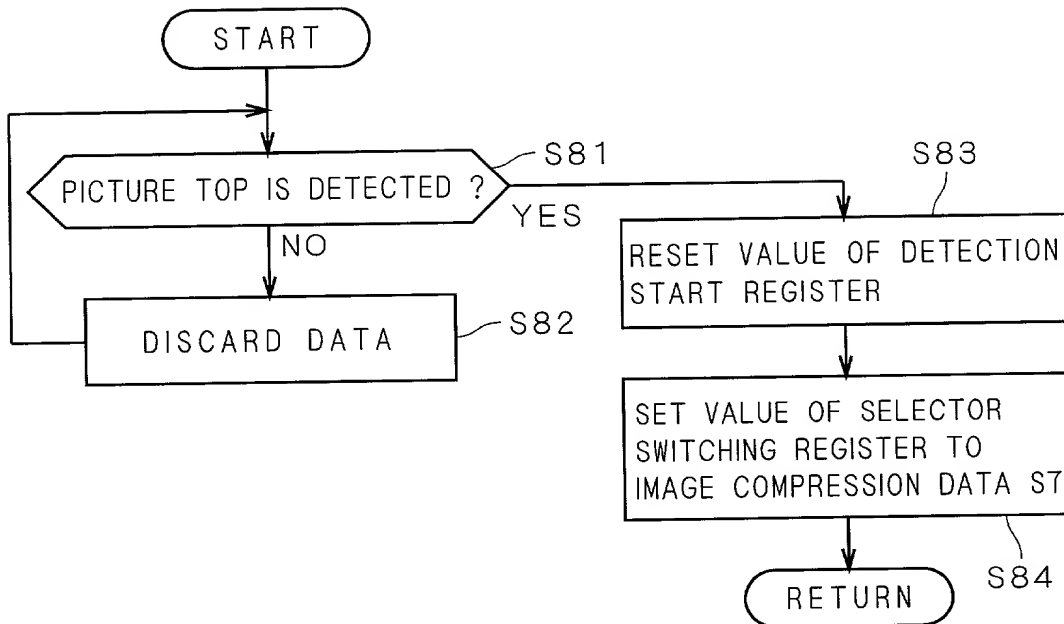 START
PICTURE TOP IS DETECTED ?
S81
YES
NO
DISCARD DATA
S82
S83
RESET VALUE OF DETECTION
START REGISTER
SET VALUE OF SELECTOR
SWITCHING REGISTER TO
IMAGE COMPRESSION DATA S7
S84
RETURN